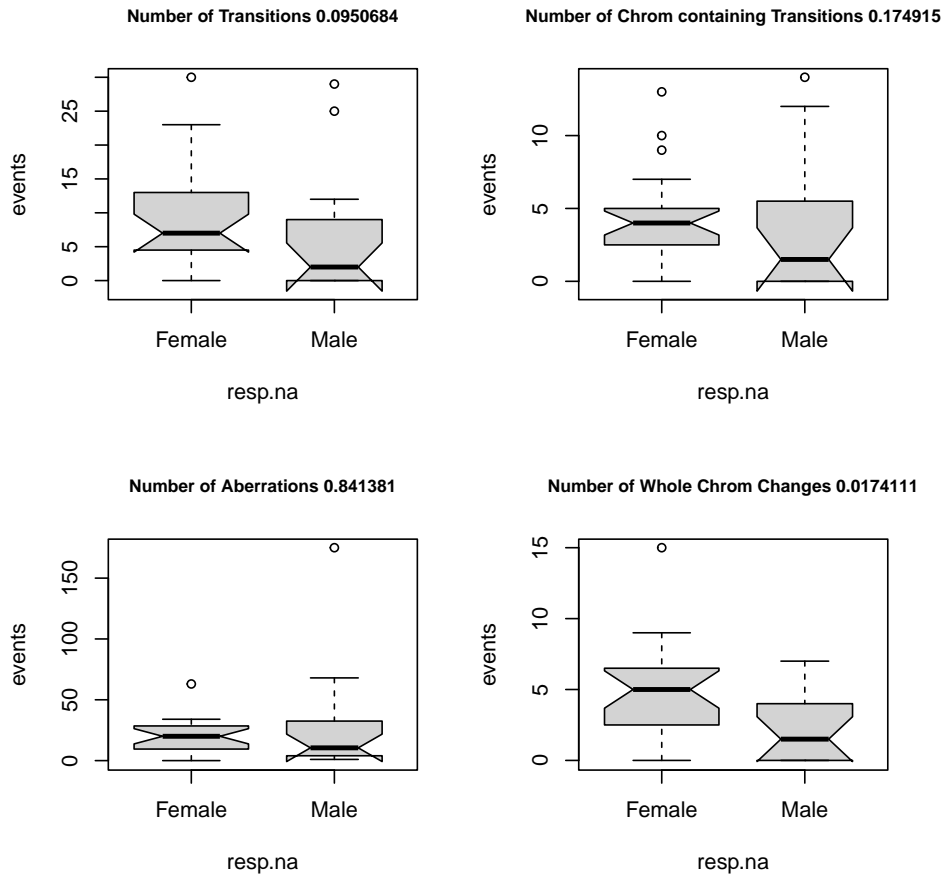 Number of Transitions 0.0950684
events
25
15
5
0
Female
Male
resp.na
Number of Chrom containing Transitions 0.174915
events
10
5
0
Female
Male
resp.na
Number of Aberrations 0.841381
events
150
100
50
0
Female
Male
resp.na
Number of Whole Chrom Changes 0.0174111
events
15
10
5
0
Female
Male
resp.na